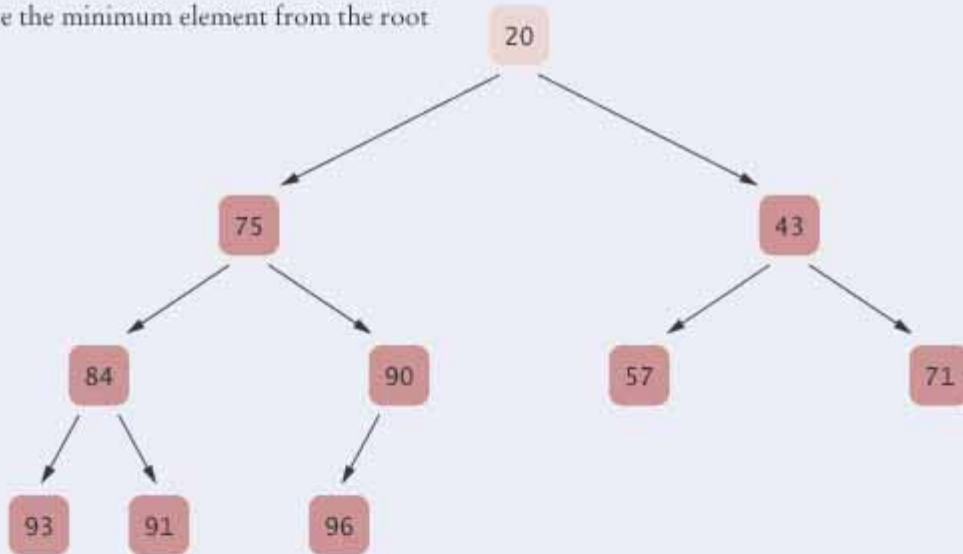 e the minimum element from the root
20
75 43
84 90 57 71
93 91 96